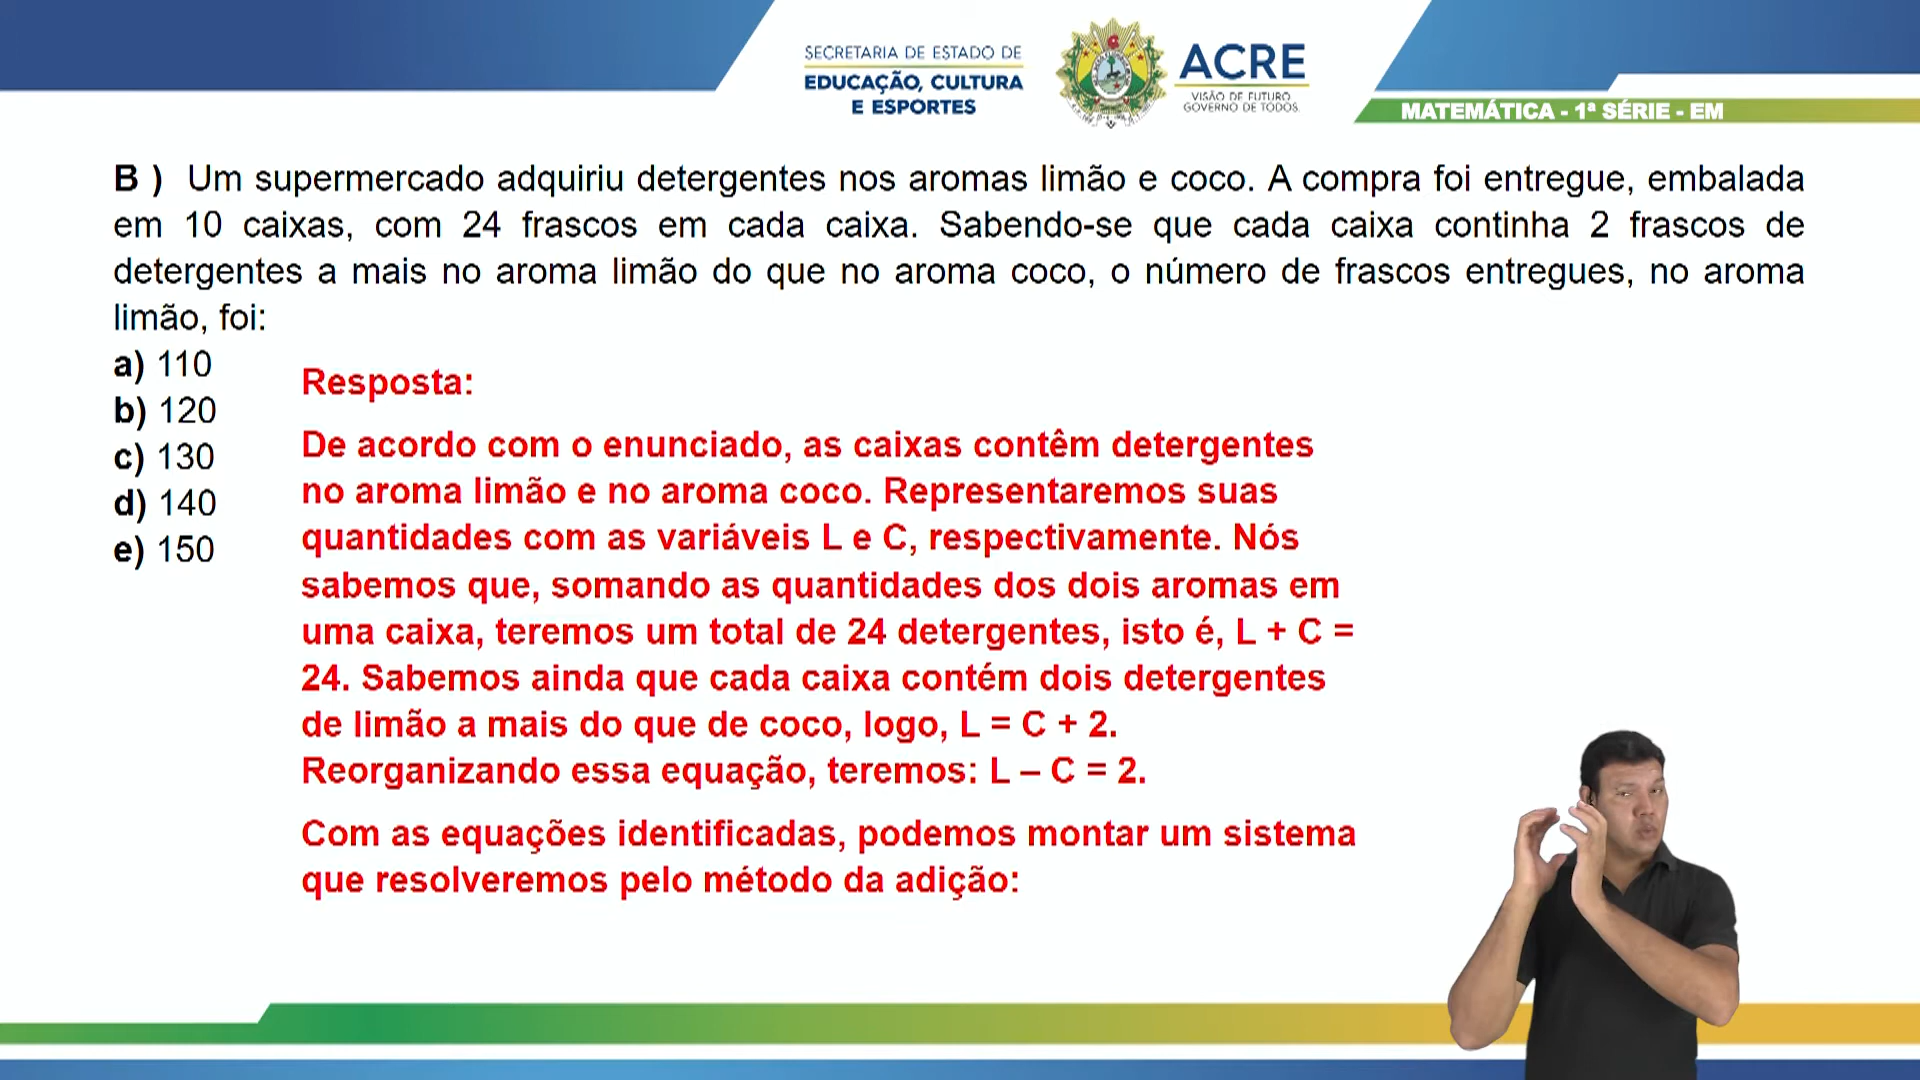 SECRETARIA DE ESTADO DE
EDUCAÇÃO, CULTURA
E ESPORTES
ACRE
VISÃO DE FUTURO
GOVERNO DE TODOS
MATEMÁTICA - 1ª SÉRIE - EM
B ) Um supermercado adquiriu detergentes nos aromas limão e coco. A compra foi entregue, embalada
em 10 caixas, com 24 frascos em cada caixa. Sabendo-se que cada caixa continha 2 frascos de
detergentes a mais no aroma limão do que no aroma coco, o número de frascos entregues, no aroma
limão, foi:
a) 110
b) 120
c) 130
d) 140
e) 150
Resposta:
De acordo com o enunciado, as caixas contêm detergentes
no aroma limão e no aroma coco. Representaremos suas
quantidades com as variáveis L e C, respectivamente. Nós
sabemos que, somando as quantidades dos dois aromas em
uma caixa, teremos um total de 24 detergentes, isto é, L + C =
24. Sabemos ainda que cada caixa contém dois detergentes
de limão a mais do que de coco, logo, L = C + 2.
Reorganizando essa equação, teremos: L – C = 2.
Com as equações identificadas, podemos montar um sistema
que resolveremos pelo método da adição: